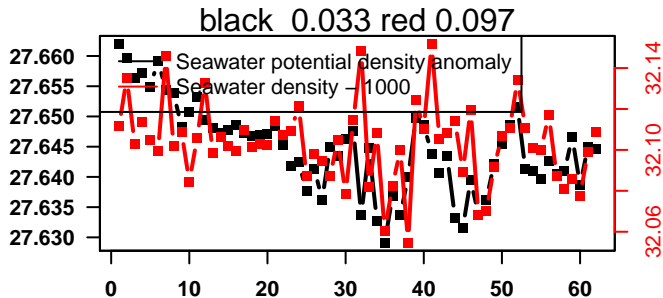 black 0.033 red 0.097
Seawater potential density anomaly
Seawater density – 1000
27.660
27.655
27.650
27.645
27.640
27.635
27.630
32.14
32.10
32.06
0 10 20 30 40 50 60